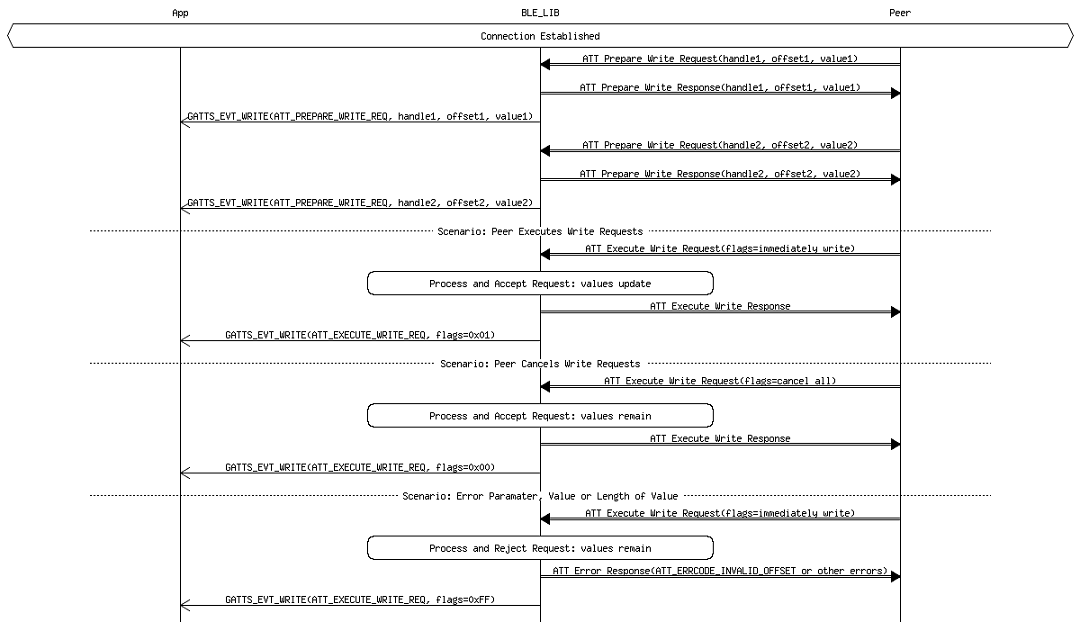 App BLE_LIB Peer
Connection Established
ATT Prepare Write Request(handle1, offset1, value1)
ATT Prepare Write Response(handle1, offset1, value1)
GATTS_EVT_WRITE(ATT_PREPARE_WRITE_REQ, handle1, offset1, value1)
ATT Prepare Write Request(handle2, offset2, value2)
ATT Prepare Write Response(handle2, offset2, value2)
GATTS_EVT_WRITE(ATT_PREPARE_WRITE_REQ, handle2, offset2, value2)
Scenario: Peer Executes Write Requests
ATT Execute Write Request(flags=immediately write)
Process and Accept Request: values update
ATT Execute Write Response
GATTS_EVT_WRITE(ATT_EXECUTE_WRITE_REQ, flags=0x01)
Scenario: Peer Cancels Write Requests
ATT Execute Write Request(flags=cancel all)
Process and Accept Request: values remain
ATT Execute Write Response
GATTS_EVT_WRITE(ATT_EXECUTE_WRITE_REQ, flags=0x00)
Scenario: Error Paramater, Value or Length of Value
ATT Execute Write Request(flags=immediately write)
Process and Reject Request: values remain
ATT Error Response(ATT_ERRCODE_INVALID_OFFSET or other errors)
GATTS_EVT_WRITE(ATT_EXECUTE_WRITE_REQ, flags=0xFF)